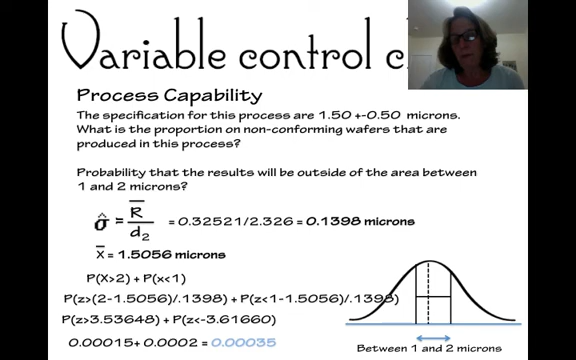 Variable control c
Process Capability
The specification for this process are 1.50 +-0.50 microns.
What is the proportion on non-conforming wafers that are
produced in this process?
Probability that the results will be outside of the area between
1 and 2 microns?
σ̂ = R̅/d₂ = 0.32521/2.326 = 0.1398 microns
x̿ = 1.5056 microns
P(X>2) + P(x<1)
P(z>(2-1.5056)/.1398) + P(z<1-1.5056)/.1398)
P(z>3.53648) + P(z<-3.61660)
0.00015+ 0.0002 = 0.00035
Between 1 and 2 microns